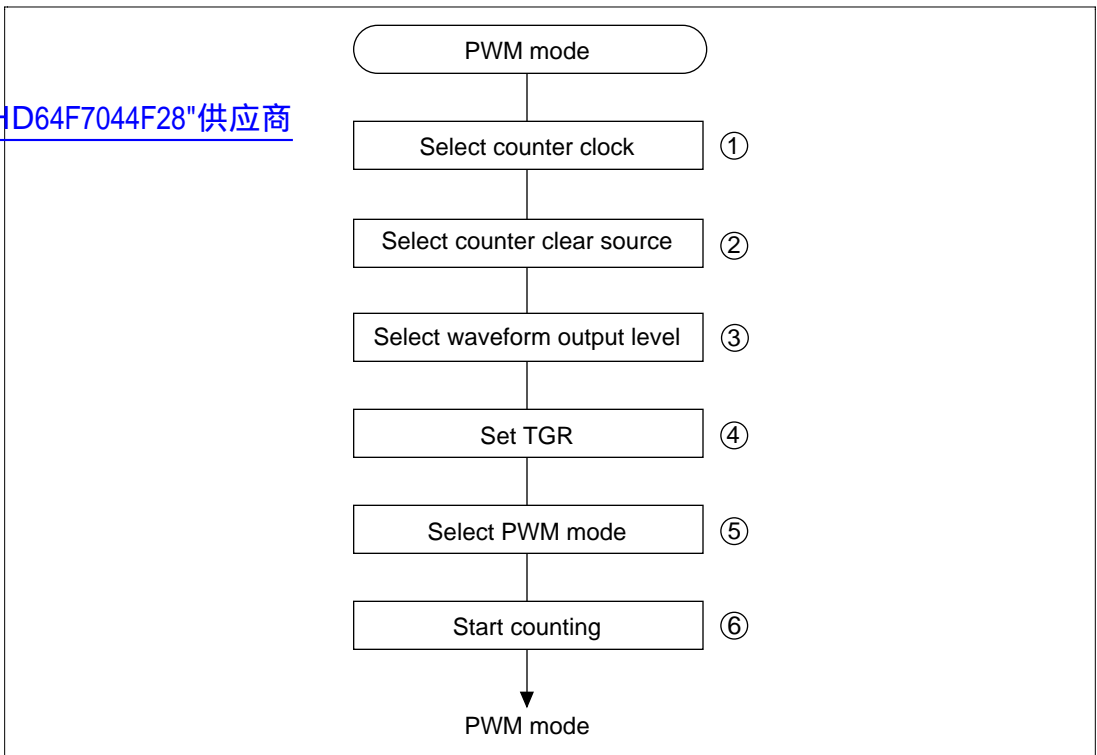 PWM mode
HD64F7044F28"供应商
Select counter clock ①
Select counter clear source ②
Select waveform output level ③
Set TGR ④
Select PWM mode ⑤
Start counting ⑥
PWM mode